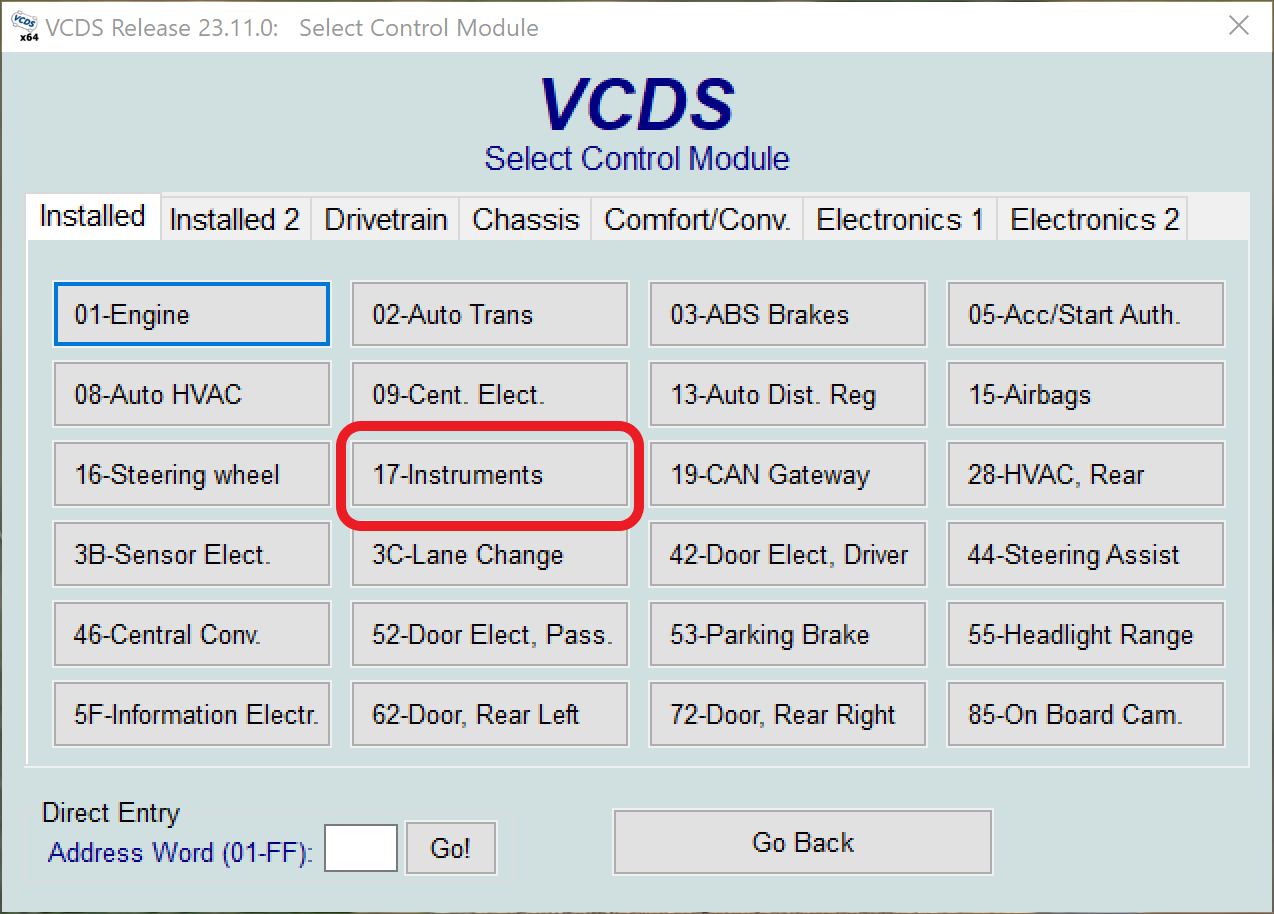 VCDS x64 VCDS Release 23.11.0: Select Control Module
VCDS
Select Control Module
Installed Installed 2 Drivetrain Chassis Comfort/Conv. Electronics 1 Electronics 2
01-Engine 02-Auto Trans 03-ABS Brakes 05-Acc/Start Auth.
08-Auto HVAC 09-Cent. Elect. 13-Auto Dist. Reg 15-Airbags
16-Steering wheel 17-Instruments 19-CAN Gateway 28-HVAC, Rear
3B-Sensor Elect. 3C-Lane Change 42-Door Elect, Driver 44-Steering Assist
46-Central Conv. 52-Door Elect, Pass. 53-Parking Brake 55-Headlight Range
5F-Information Electr. 62-Door, Rear Left 72-Door, Rear Right 85-On Board Cam.
Direct Entry
Address Word (01-FF): Go! Go Back